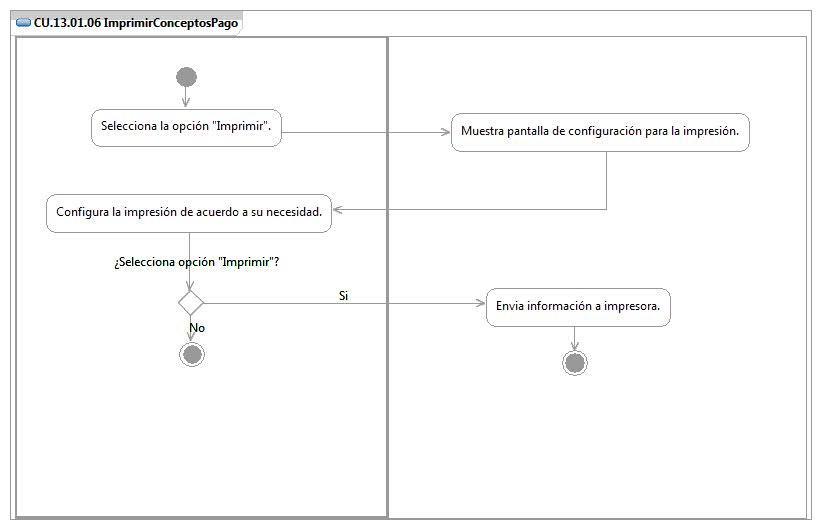 CU.13.01.06 ImprimirConceptosPago
Selecciona la opción "Imprimir".
Muestra pantalla de configuración para la impresión.
Configura la impresión de acuerdo a su necesidad.
¿Selecciona opción "Imprimir"?
Si
Envia información a impresora.
No